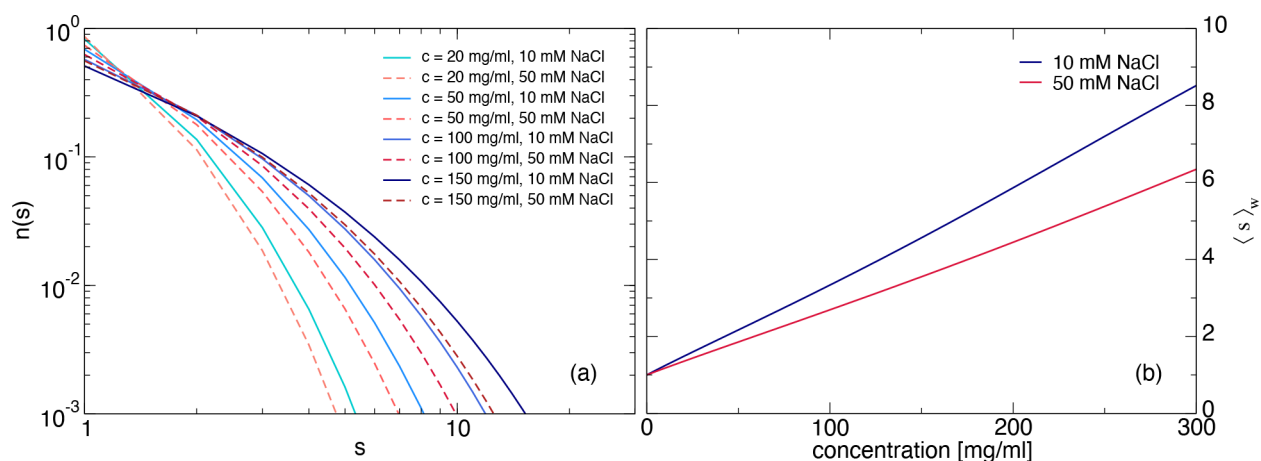 10^0
10^-1
10^-2
10^-3
n(s)
c = 20 mg/ml, 10 mM NaCl
c = 20 mg/ml, 50 mM NaCl
c = 50 mg/ml, 10 mM NaCl
c = 50 mg/ml, 50 mM NaCl
c = 100 mg/ml, 10 mM NaCl
c = 100 mg/ml, 50 mM NaCl
c = 150 mg/ml, 10 mM NaCl
c = 150 mg/ml, 50 mM NaCl
(a)
1 10
s
10 mM NaCl
50 mM NaCl
(b)
0 100 200 300
concentration [mg/ml]
10
8
6
4
2
0
⟨ s ⟩w